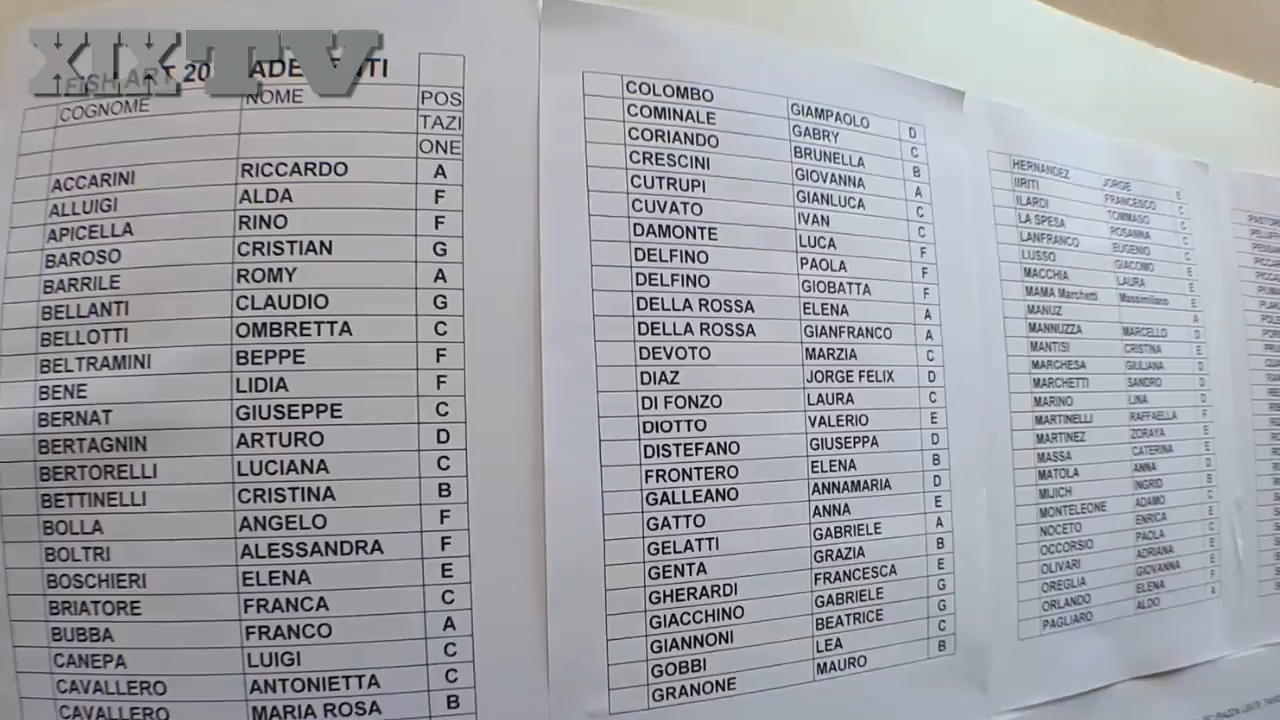 XIXTV
FISH ART 20 ADE TI
COGNOME NOME POS
TAZI
ONE
ACCARINI RICCARDO A
ALLUIGI ALDA F
APICELLA RINO F
BAROSO CRISTIAN G
BARRILE ROMY A
BELLANTI CLAUDIO G
BELLOTTI OMBRETTA C
BELTRAMINI BEPPE F
BENE LIDIA F
BERNAT GIUSEPPE C
BERTAGNIN ARTURO D
BERTORELLI LUCIANA C
BETTINELLI CRISTINA B
BOLLA ANGELO F
BOLTRI ALESSANDRA F
BOSCHIERI ELENA E
BRIATORE FRANCA C
BUBBA FRANCO A
CANEPA LUIGI C
CAVALLERO ANTONIETTA C
CAVALLERO MARIA ROSA B
COLOMBO GIAMPAOLO D
COMINALE GABRY C
CORIANDO BRUNELLA B
CRESCINI GIOVANNA A
CUTRUPI GIANLUCA C
CUVATO IVAN C
DAMONTE LUCA F
DELFINO PAOLA F
DELFINO GIOBATTA F
DELLA ROSSA ELENA A
DELLA ROSSA GIANFRANCO A
DEVOTO MARZIA C
DIAZ JORGE FELIX D
DI FONZO LAURA C
DIOTTO VALERIO E
DISTEFANO GIUSEPPA D
FRONTERO ELENA B
GALLEANO ANNAMARIA D
GATTO ANNA E
GELATTI GABRIELE A
GENTA GRAZIA B
GHERARDI FRANCESCA E
GIACCHINO GABRIELE G
GIANNONI BEATRICE G
GOBBI LEA C
GRANONE MAURO B
HERNANDEZ JORGE E
IIRITI FRANCESCO C
ILARDI TOMMASO C
LA SPESA ROSANNA C
LANFRANCO EUGENIO C
LUSSO GIACOMO E
MACCHIA LAURA E
MAMA Marchetti Massimiliano E
MANUZ A
MANNUZZA MARCELLO D
MANTISI CRISTINA E
MARCHESA GIULIANA D
MARCHETTI SANDRO D
MARINO LINA D
MARTINELLI RAFFAELLA F
MARTINEZ ZORAYA E
MASSA CATERINA E
MATOLA ANNA D
MIJICH INGRID B
MONTELEONE ADAMO C
NOCETO ENRICA E
OCCORSIO PAOLA C
OLIVARI ADRIANA E
OREGLIA GIOVANNA E
ORLANDO ELENA F
PAGLIARO ALDO A